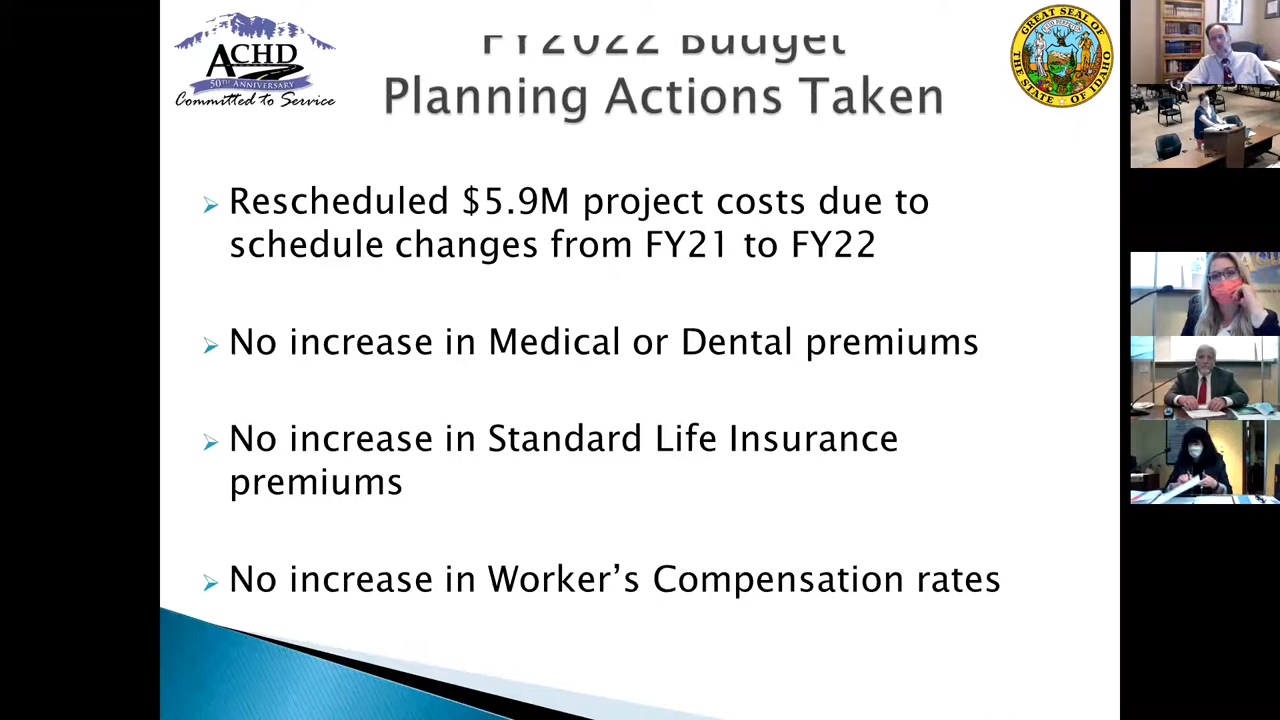 ACHD
50TH ANNIVERSARY
Committed to Service
FY2022 Budget
Planning Actions Taken
GREAT SEAL OF
THE STATE OF IDAHO
Rescheduled $5.9M project costs due to
schedule changes from FY21 to FY22
No increase in Medical or Dental premiums
No increase in Standard Life Insurance
premiums
No increase in Worker’s Compensation rates